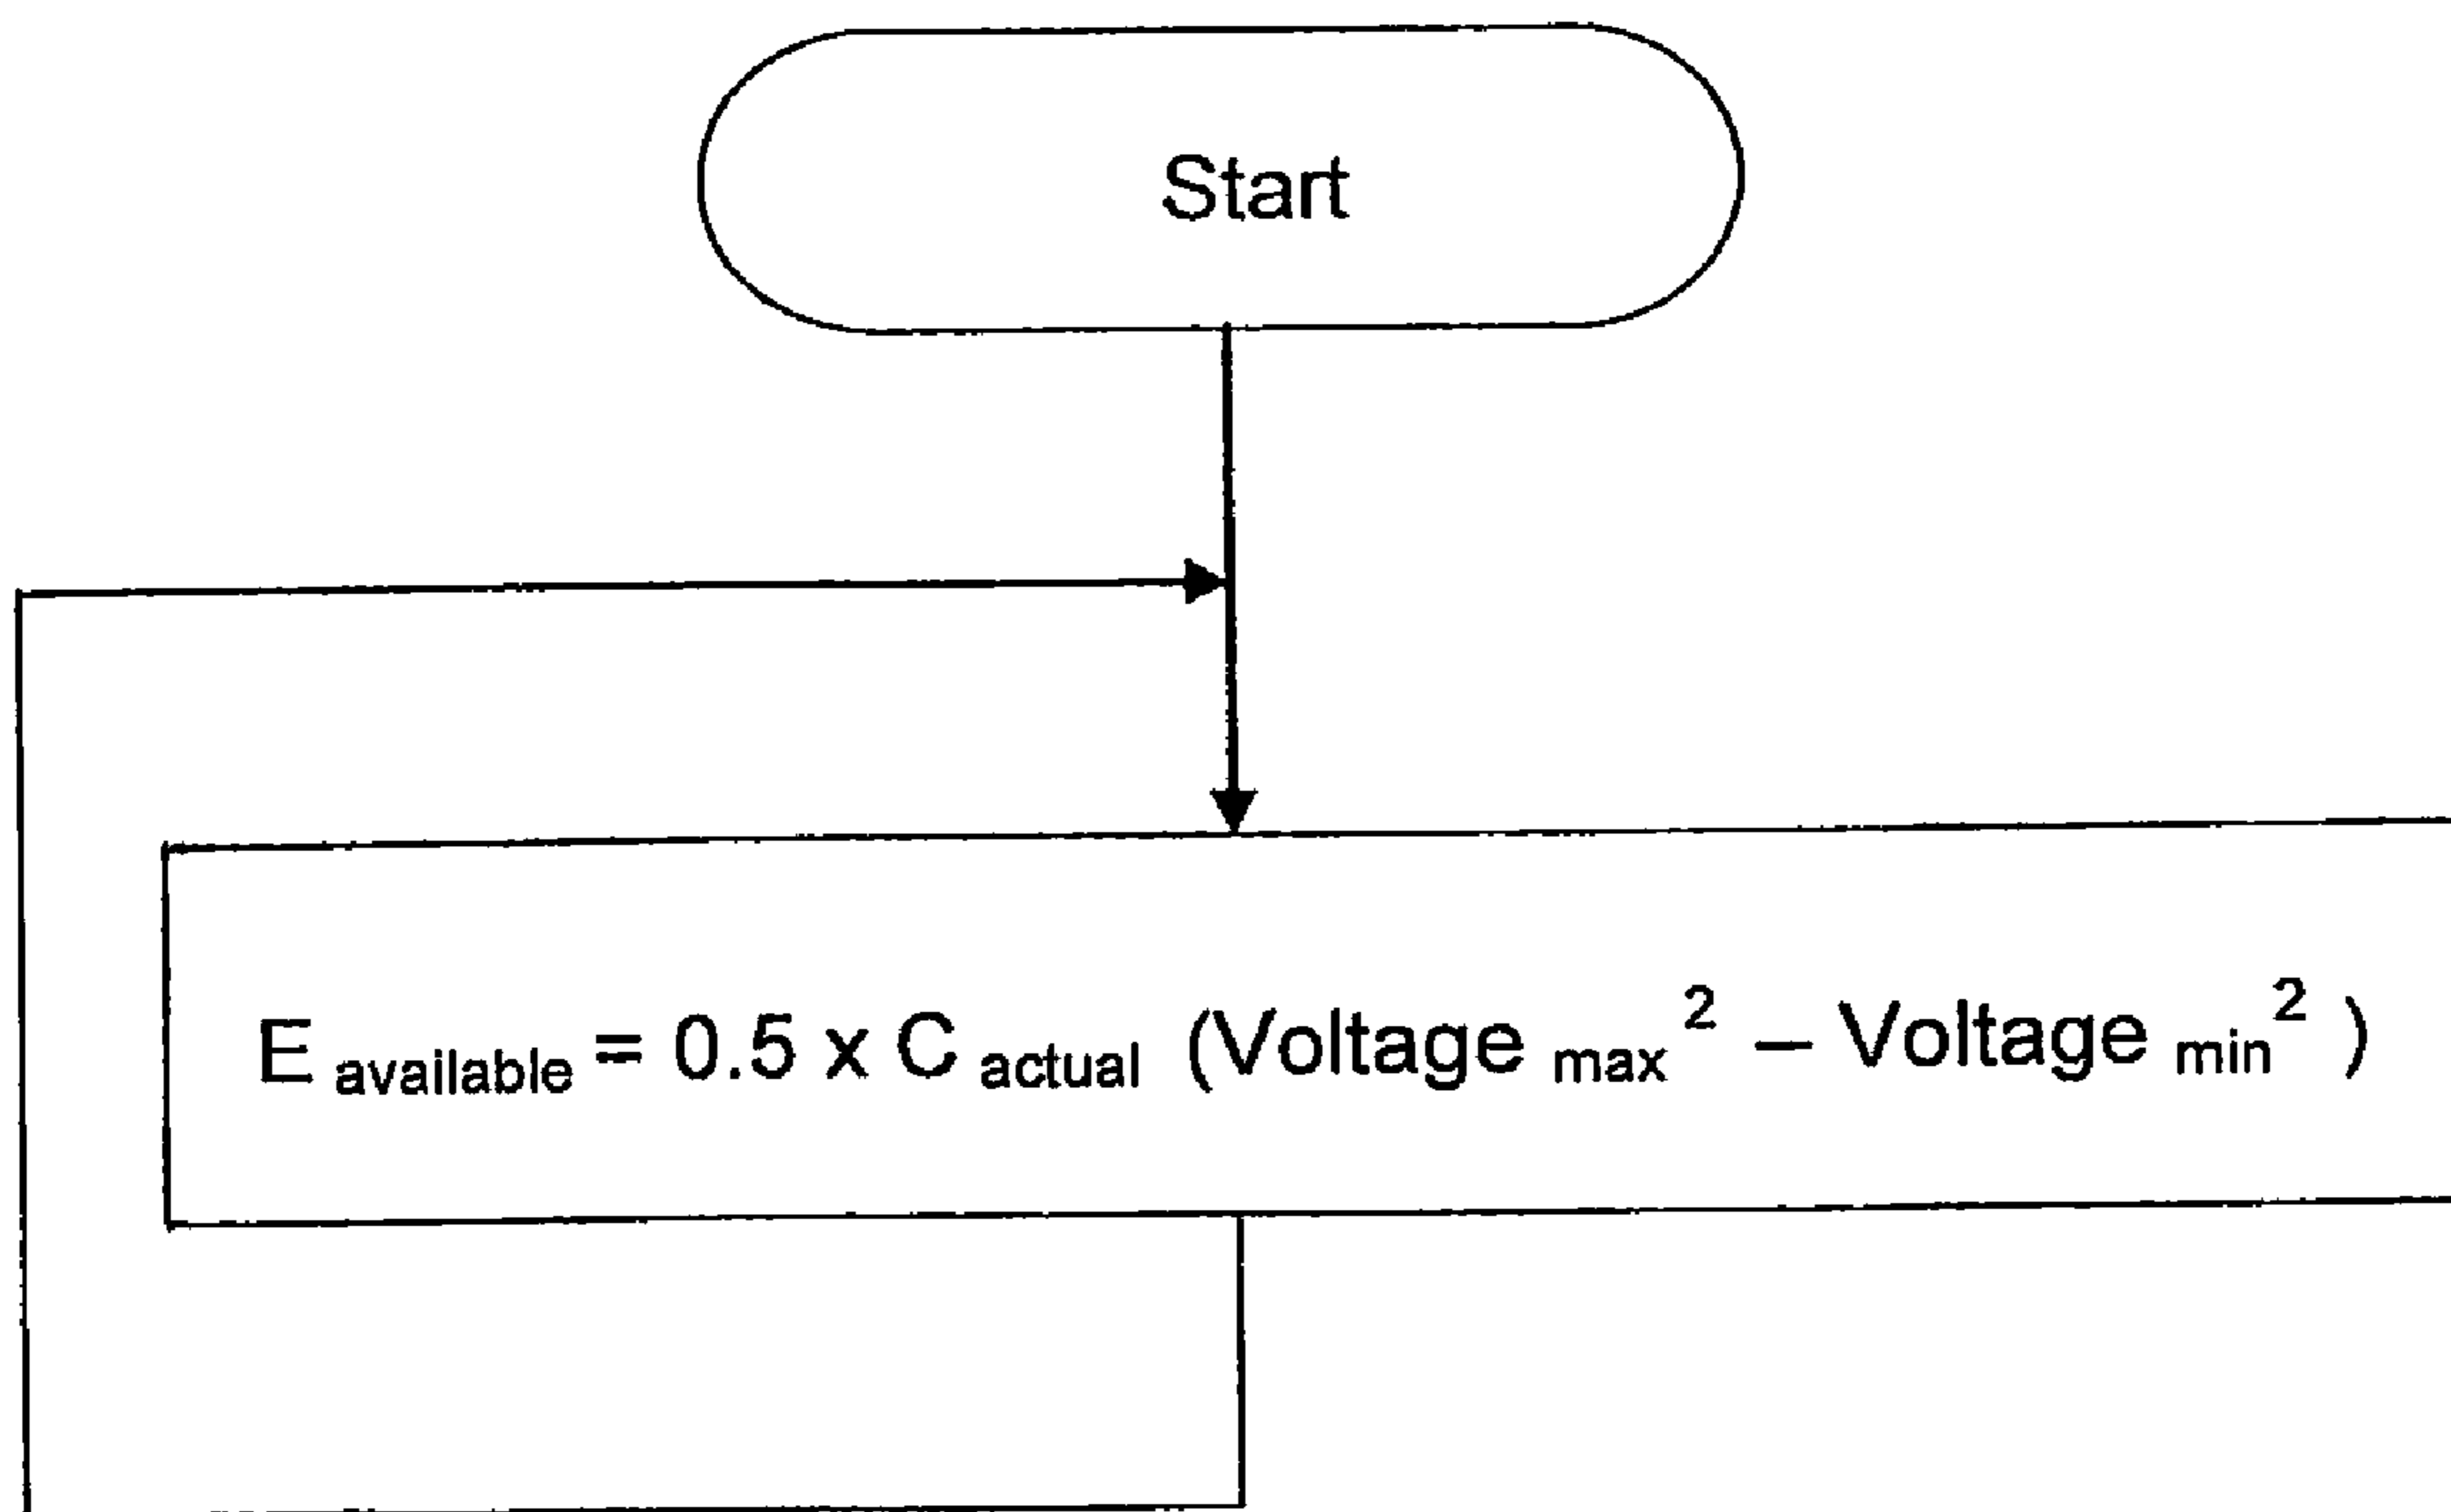 Start
E available = 0.5 x C actual (Voltage max 2 – Voltage min 2 )